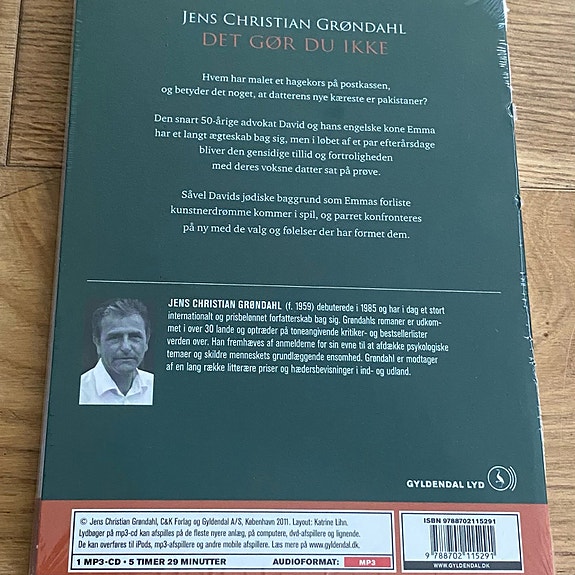 JENS CHRISTIAN GRØNDAHL
DET GØR DU IKKE
Hvem har malet et hagekors på postkassen,
og betyder det noget, at datterens nye kæreste er pakistaner?
Den snart 50-årige advokat David og hans engelske kone Emma
har et langt ægteskab bag sig, men i løbet af et par efterårsdage
bliver den gensidige tillid og fortroligheden
med deres voksne datter sat på prøve.
Såvel Davids jødiske baggrund som Emmas forliste
kunstnerdrømme kommer i spil, og parret konfronteres
på ny med de valg og følelser der har formet dem.
JENS CHRISTIAN GRØNDAHL (f. 1959) debuterede i 1985 og har i dag et stort
internationalt og prisbelønnet forfatterskab bag sig. Grøndahls romaner er udkom-
met i over 30 lande og optræder på toneangivende kritiker- og bestsellerlister
verden over. Han fremhæves af anmelderne for sin evne til at afdække psykologiske
temaer og skildre menneskets grundlæggende ensomhed. Grøndahl er modtager
af en lang række litterære priser og hædersbevisninger i ind- og udland.
GYLDENDAL LYD
© Jens Christian Grøndahl, C&K Forlag og Gyldendal A/S, København 2011. Layout: Katrine Lihn.
Lydbøger på mp3-cd kan afspilles på de fleste nyere anlæg, på computere, dvd-afspillere og lignende.
De kan overføres til iPods, mp3-afspillere og andre mobile afspillere. Læs mere på www.gyldendal.dk.
1 MP3-CD • 5 TIMER 29 MINUTTER
AUDIOFORMAT: MP3
ISBN 9788702115291
9 788702 115291
WWW.GYLDENDAL.DK